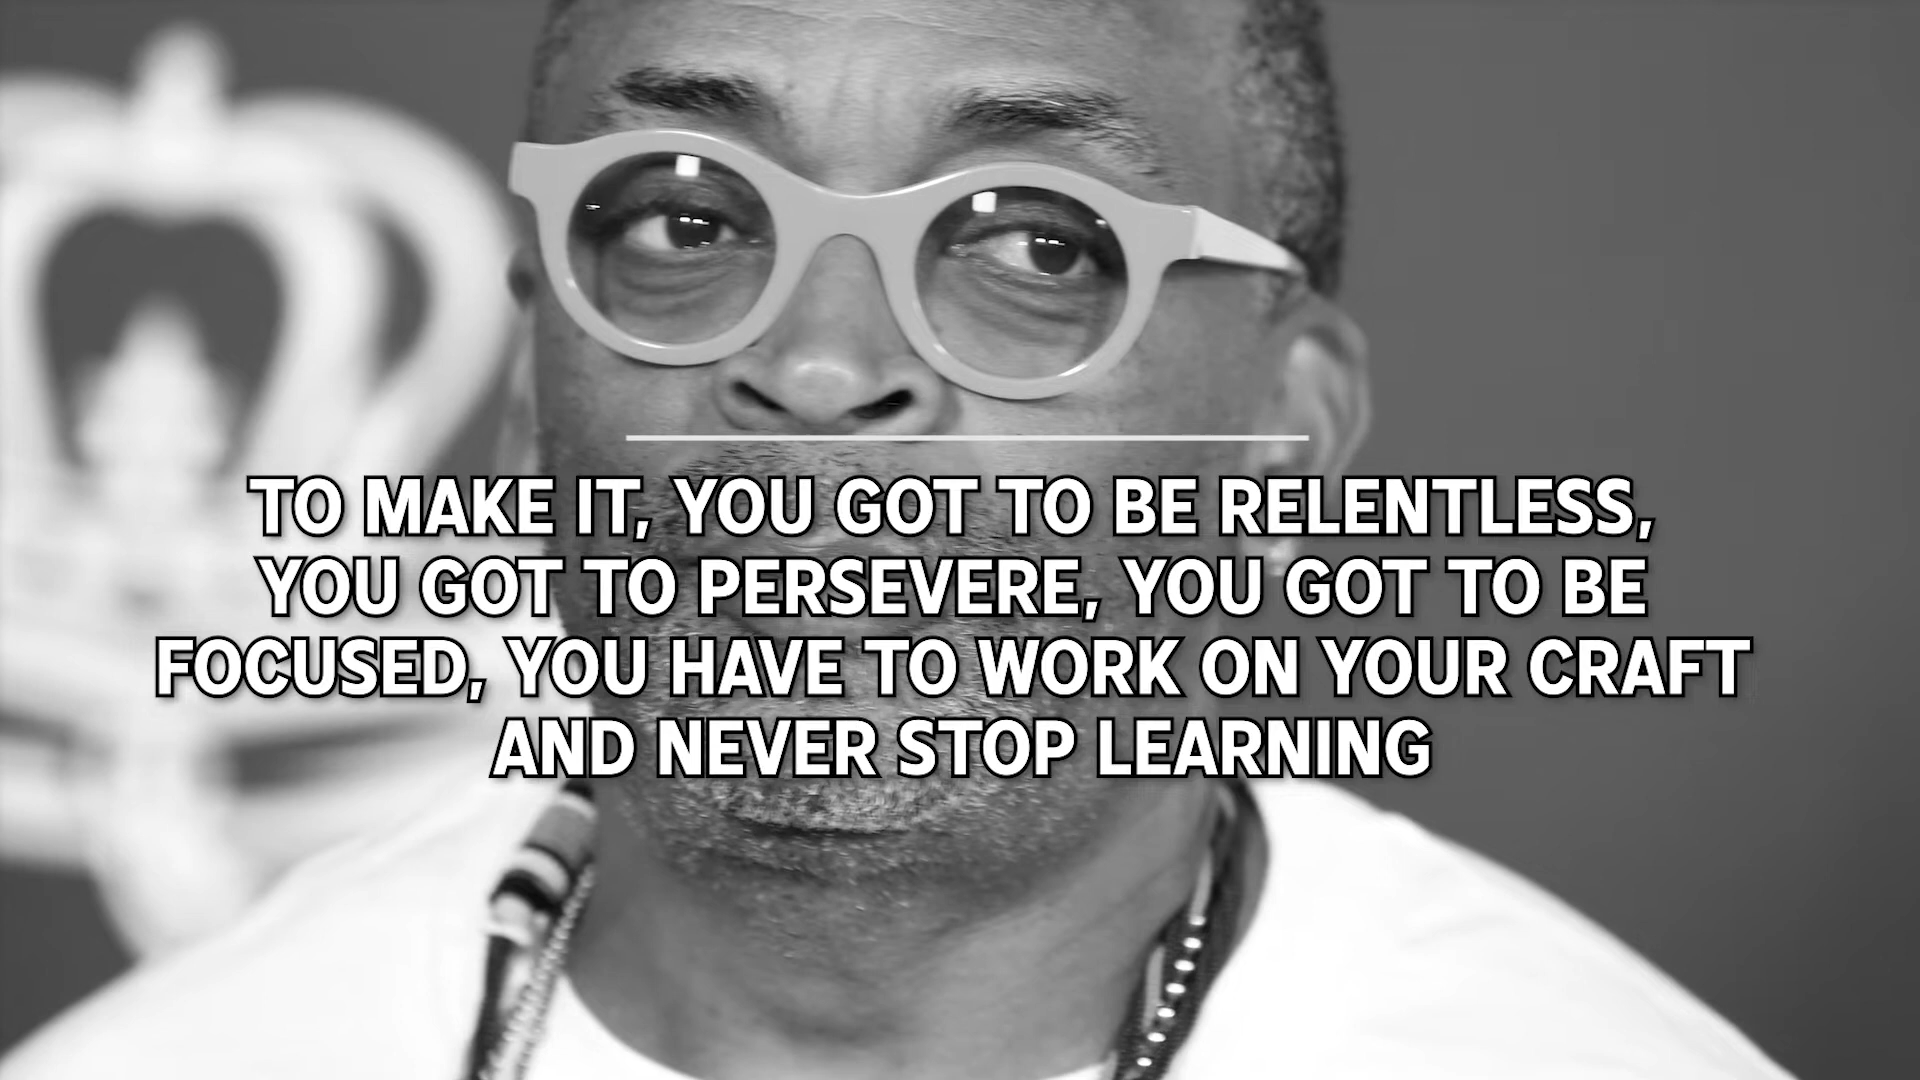 TO MAKE IT, YOU GOT TO BE RELENTLESS,
YOU GOT TO PERSEVERE, YOU GOT TO BE
FOCUSED, YOU HAVE TO WORK ON YOUR CRAFT
AND NEVER STOP LEARNING